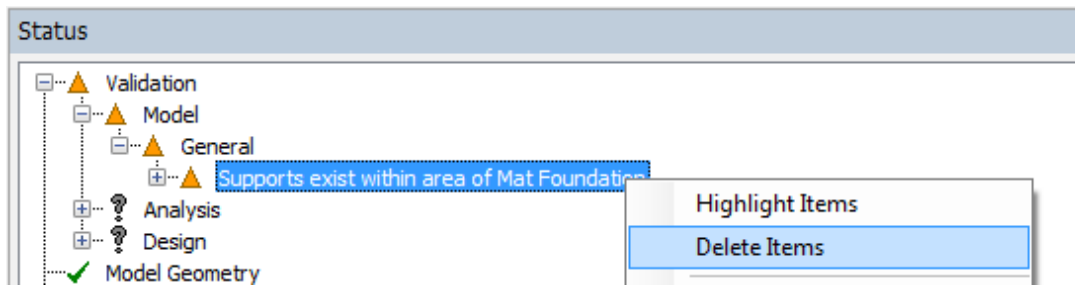 Status
Validation
Model
General
Supports exist within area of Mat Foundation
Highlight Items
Analysis
Delete Items
Design
Model Geometry